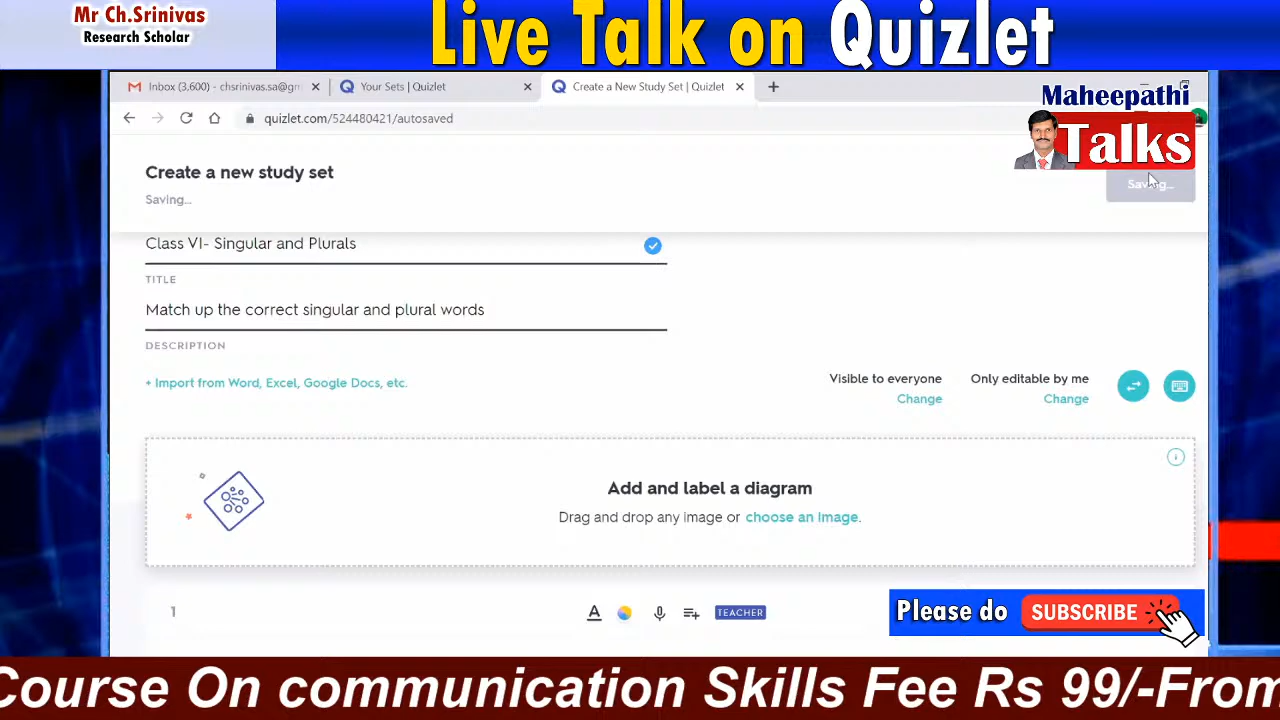 Mr Ch.Srinivas
Research Scholar
Live Talk on Quizlet
Inbox (3,600) - chsrinivas.sa@gm
Your Sets | Quizlet
Create a New Study Set | Quizlet
quizlet.com/524480421/autosaved
Maheepathi
Talks
Create a new study set
Saving...
Saving...
Class VI- Singular and Plurals
TITLE
Match up the correct singular and plural words
DESCRIPTION
+ Import from Word, Excel, Google Docs, etc.
Visible to everyone
Change
Only editable by me
Change
Add and label a diagram
Drag and drop any image or choose an image.
1
TEACHER
Please do SUBSCRIBE
Course On communication Skills Fee Rs 99/-From